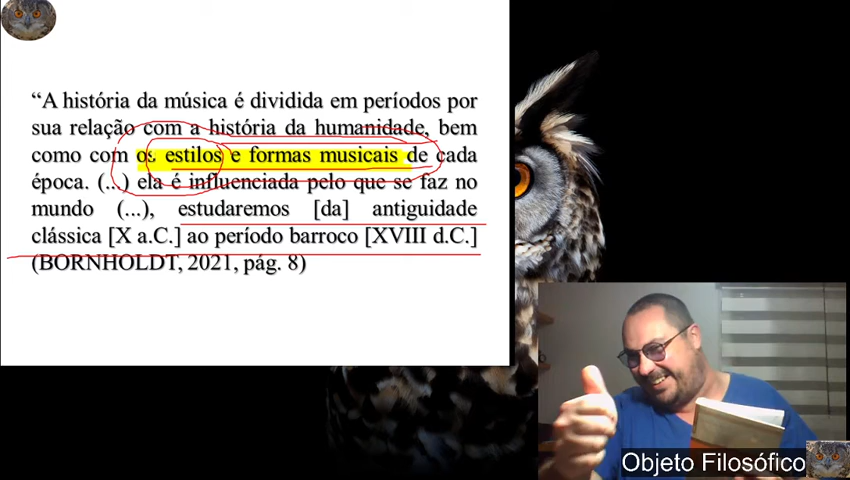 “A história da música é dividida em períodos por
sua relação com a história da humanidade, bem
como com os estilos e formas musicais de cada
época. (...) ela é influenciada pelo que se faz no
mundo (...), estudaremos [da] antiguidade
clássica [X a.C.] ao período barroco [XVIII d.C.]
(BORNHOLDT, 2021, pág. 8)
Objeto Filosófico